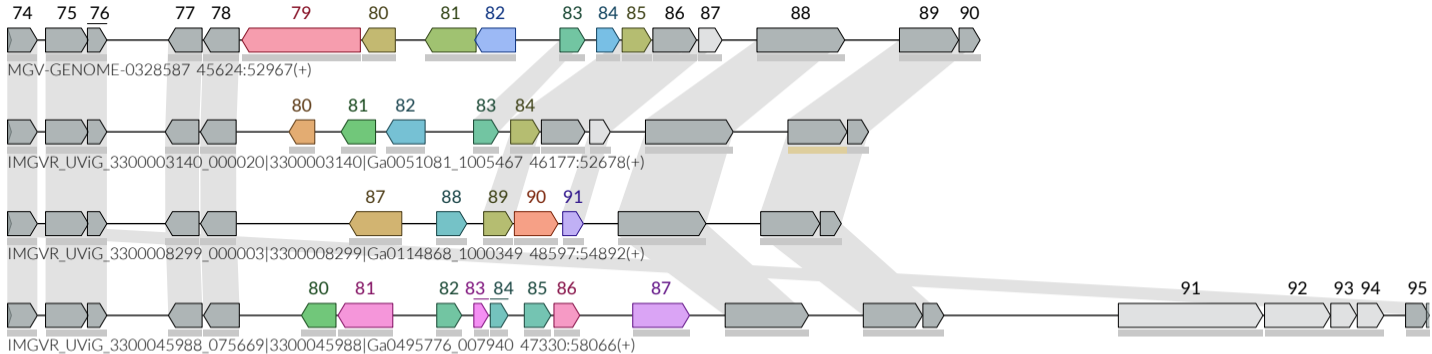 74 75 76 77 78 79 80 81 82 83 84 85 86 87 88 89 90
MGV-GENOME-0328587 45624:52967(+)
80 81 82 83 84
IMGVR_UViG_3300003140_000020|3300003140|Ga0051081_1005467 46177:52678(+)
87 88 89 90 91
IMGVR_UViG_3300008299_000003|3300008299|Ga0114868_1000349 48597:54892(+)
80 81 82 83 84 85 86 87 91 92 93 94 95
IMGVR_UViG_3300045988_075669|3300045988|Ga0495776_007940 47330:58066(+)